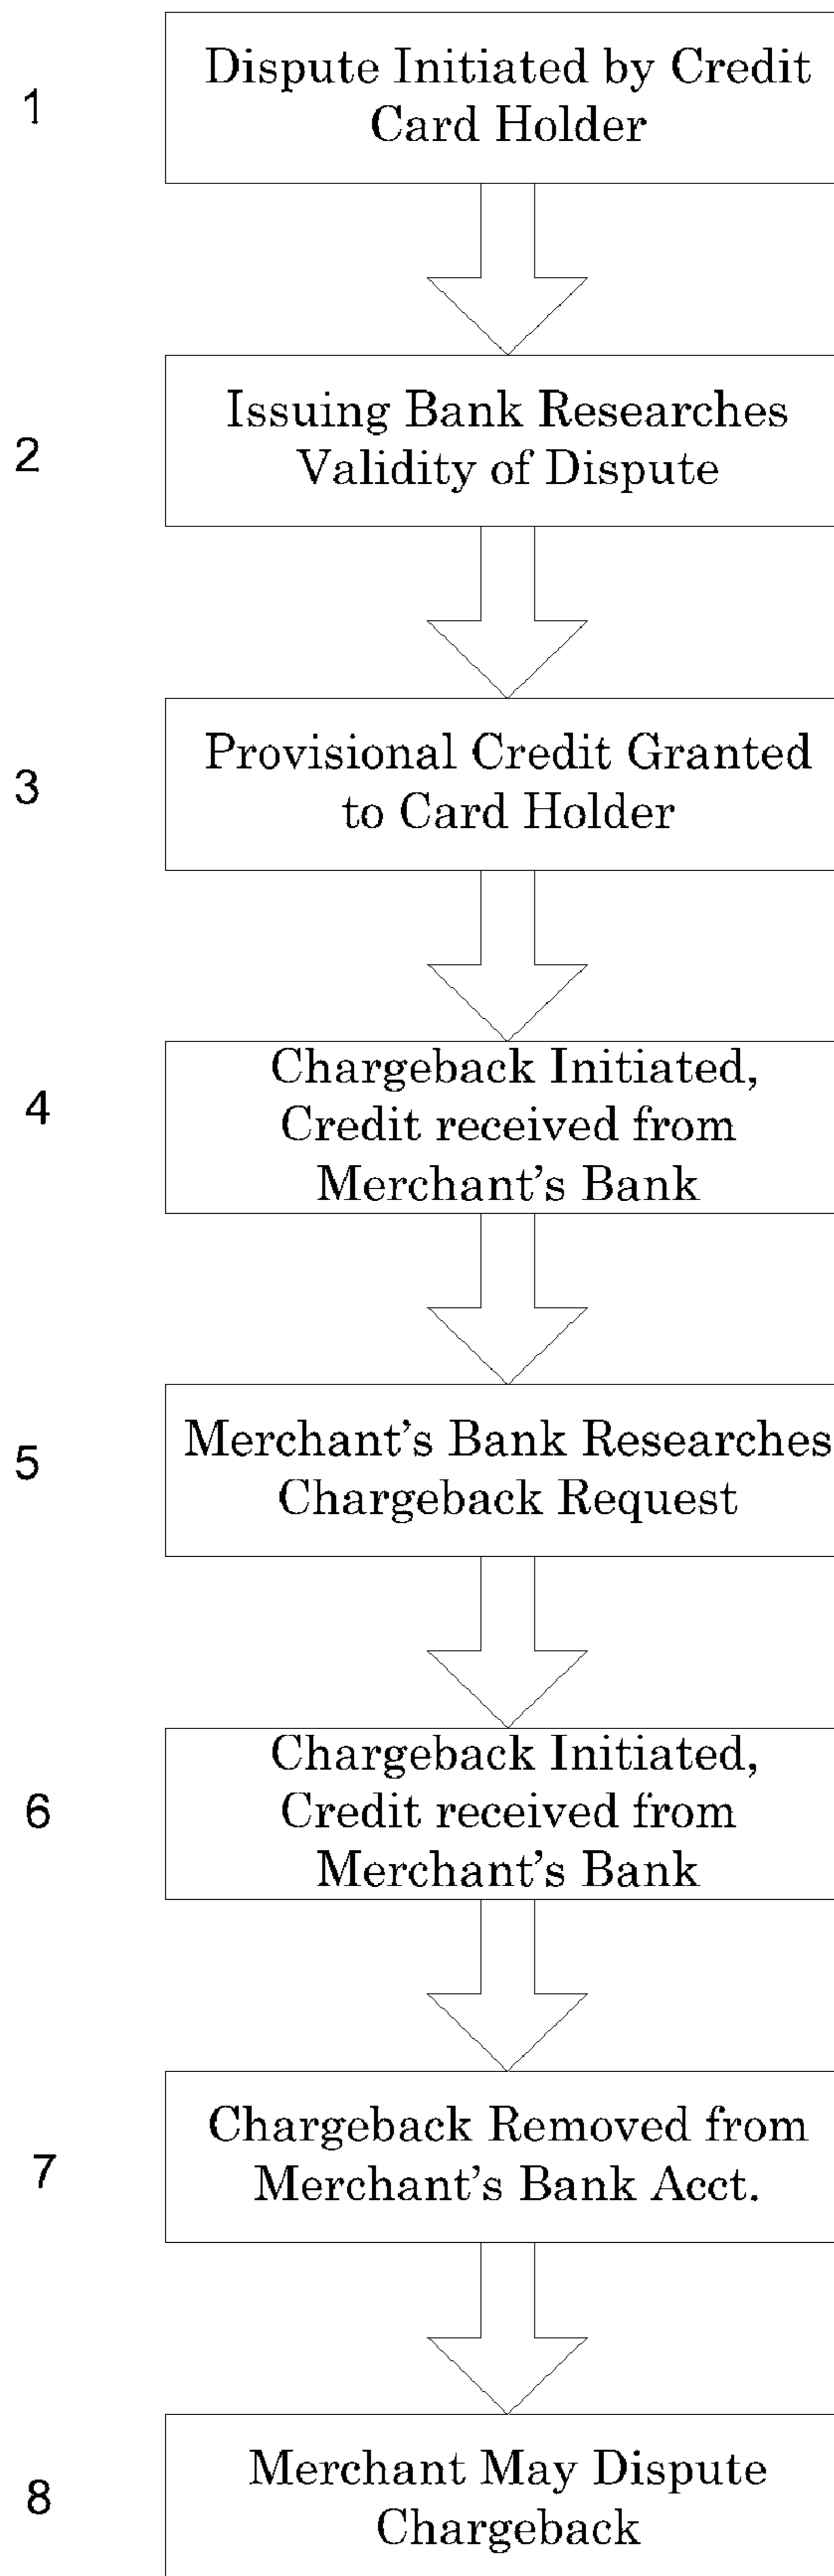 1
Dispute Initiated by Credit
Card Holder
2
Issuing Bank Researches
Validity of Dispute
3
Provisional Credit Granted
to Card Holder
4
Chargeback Initiated,
Credit received from
Merchant's Bank
5
Merchant's Bank Researches
Chargeback Request
6
Chargeback Initiated,
Credit received from
Merchant's Bank
7
Chargeback Removed from
Merchant's Bank Acct.
8
Merchant May Dispute
Chargeback